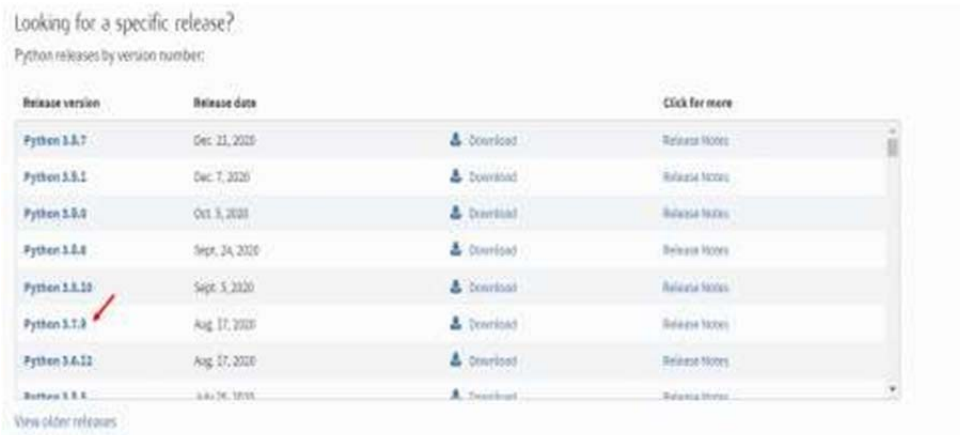 Looking for a specific release?
Python releases by version number:
Release version Release date Click for more
Python 3.8.7 Dec. 21, 2020 Download Release Notes
Python 3.9.1 Dec. 7, 2020 Download Release Notes
Python 3.9.0 Oct. 5, 2020 Download Release Notes
Python 3.8.6 Sept. 24, 2020 Download Release Notes
Python 3.5.10 Sept. 5, 2020 Download Release Notes
Python 3.7.9 Aug. 17, 2020 Download Release Notes
Python 3.6.12 Aug. 17, 2020 Download Release Notes
Python Download Release Notes
View older releases